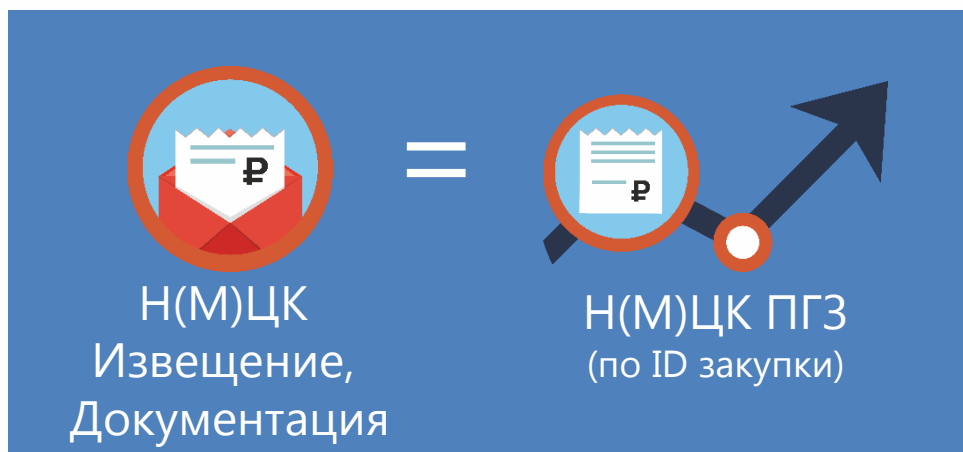 ₽
₽
=
Н(М)ЦК
Извещение,
Документация
Н(М)ЦК ПГЗ
(по ID закупки)